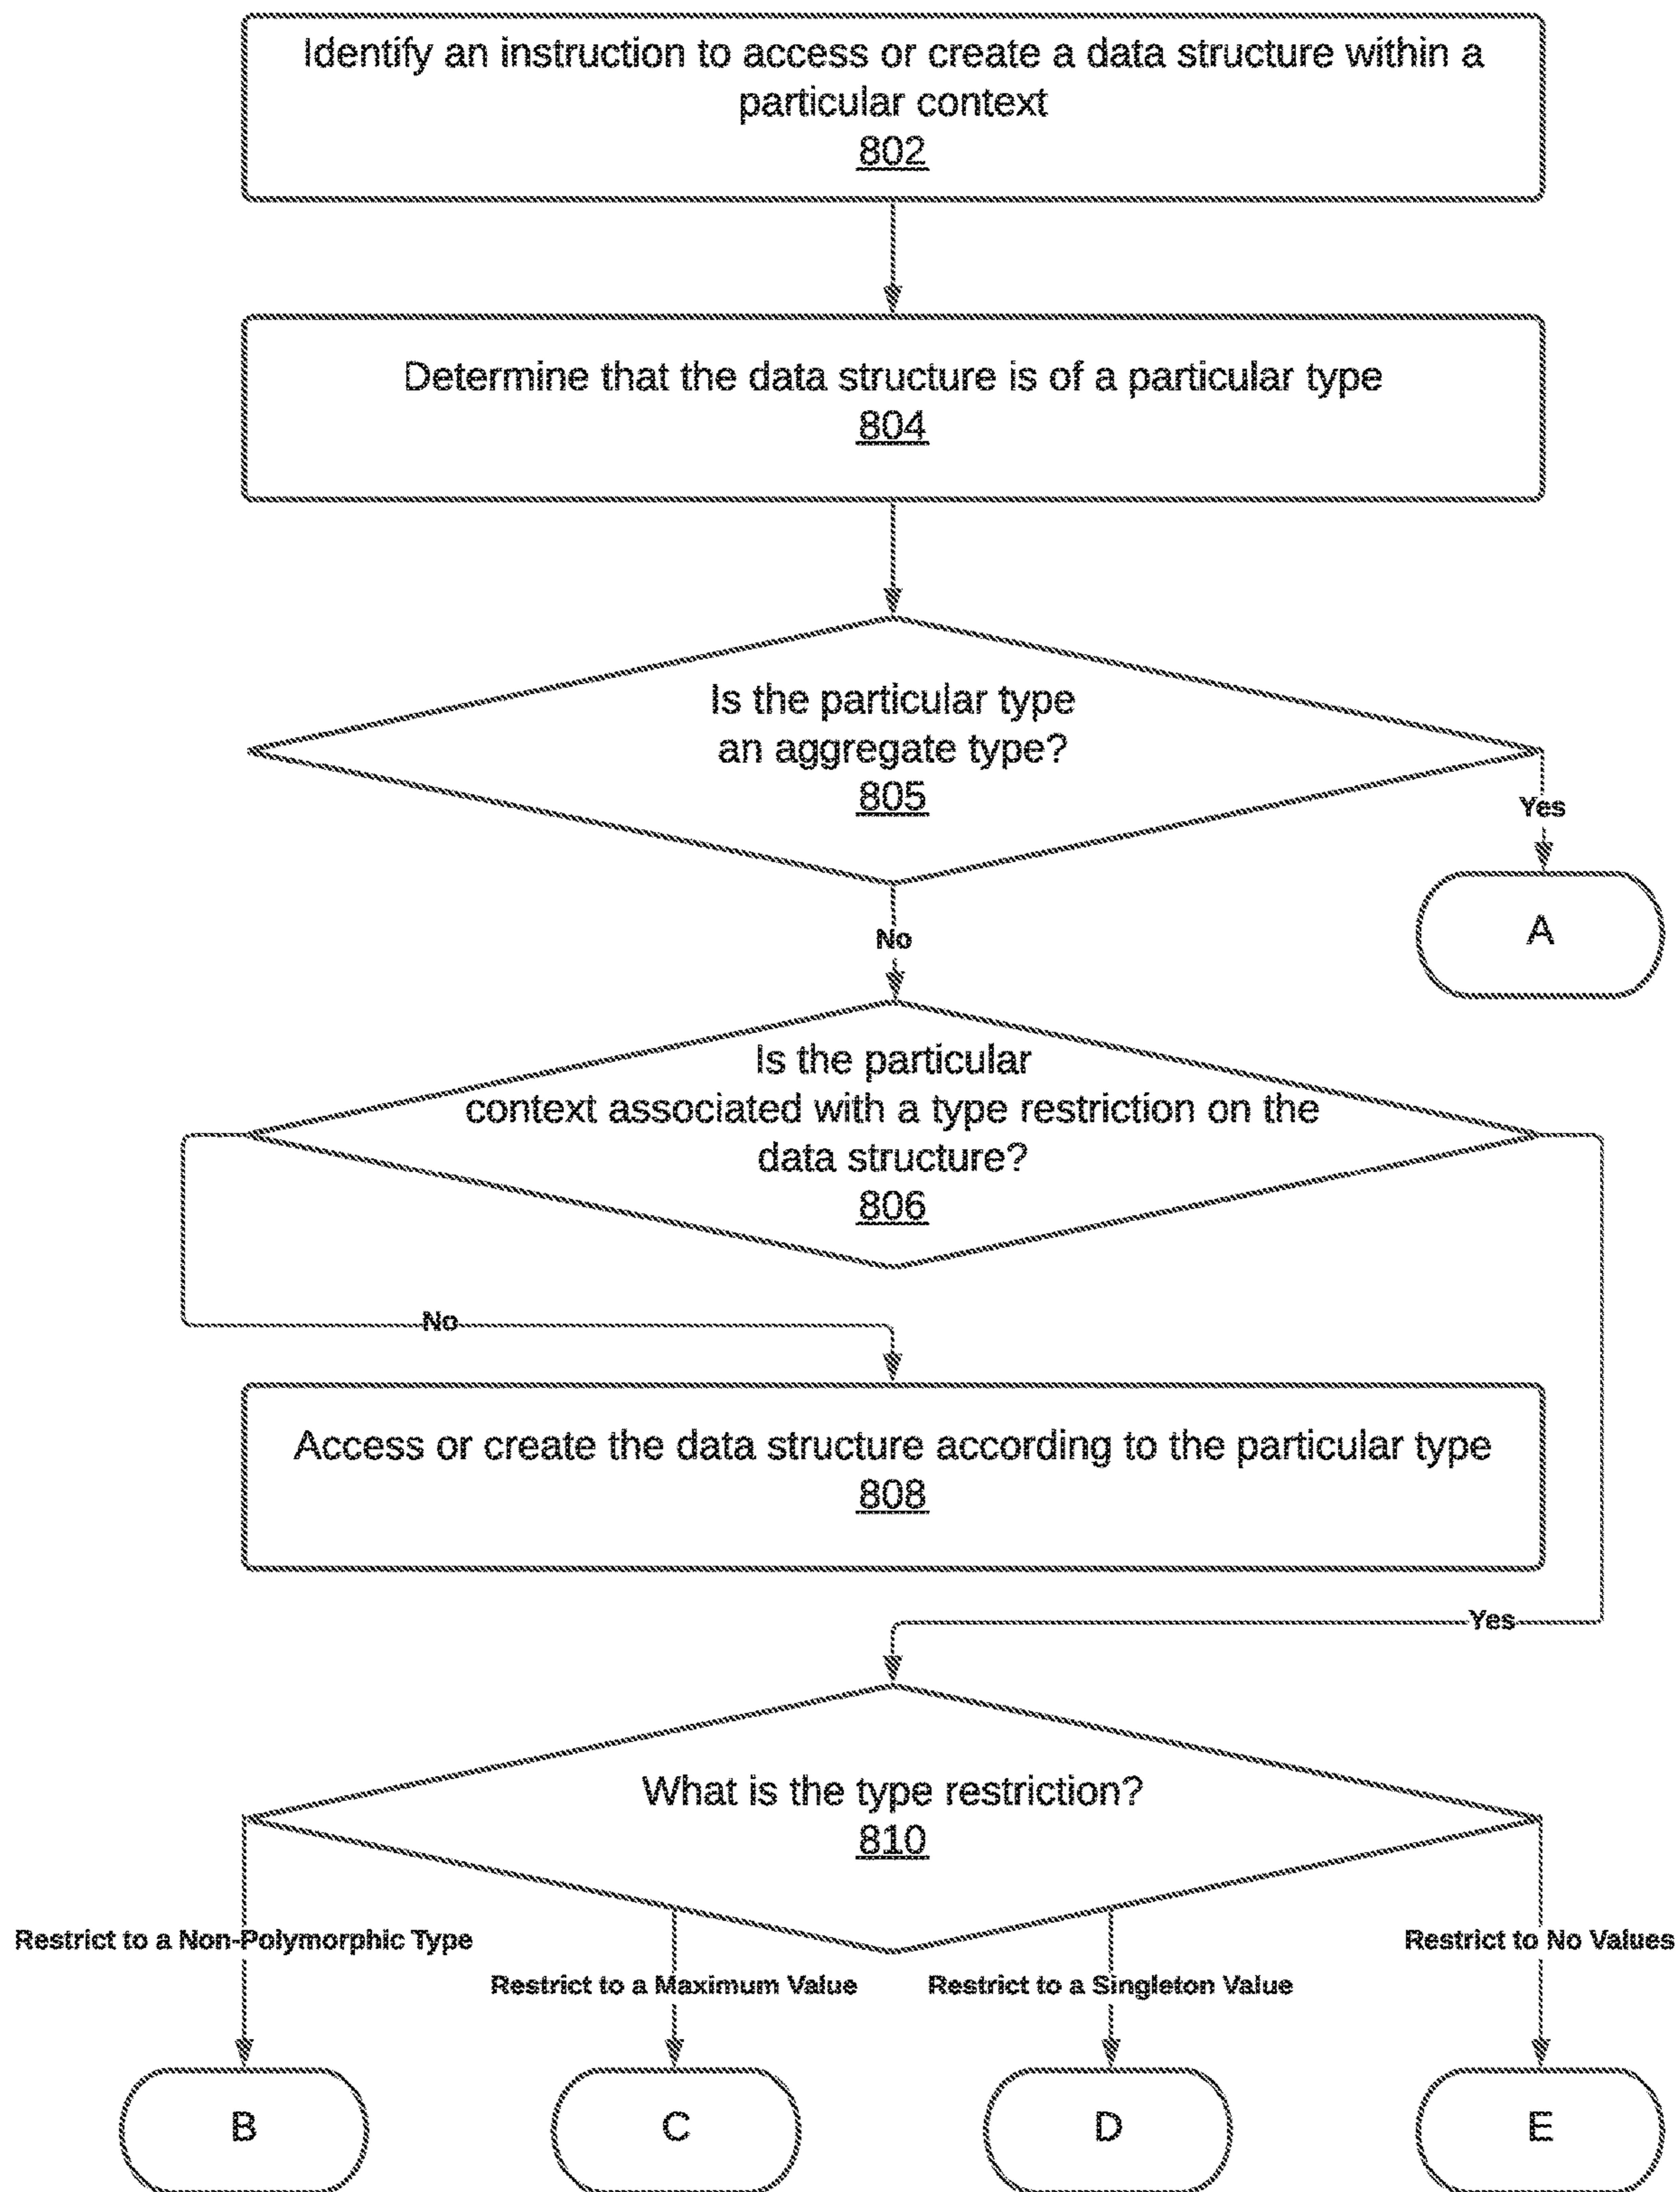 Identify an instruction to access or create a data structure within a
particular context
802
Determine that the data structure is of a particular type
804
Is the particular type
an aggregate type?
805
Yes
A
No
Is the particular
context associated with a type restriction on the
data structure?
806
No
Access or create the data structure according to the particular type
808
Yes
What is the type restriction?
810
Restrict to a Non-Polymorphic Type
Restrict to No Values
Restrict to a Maximum Value
Restrict to a Singleton Value
B
C
D
E